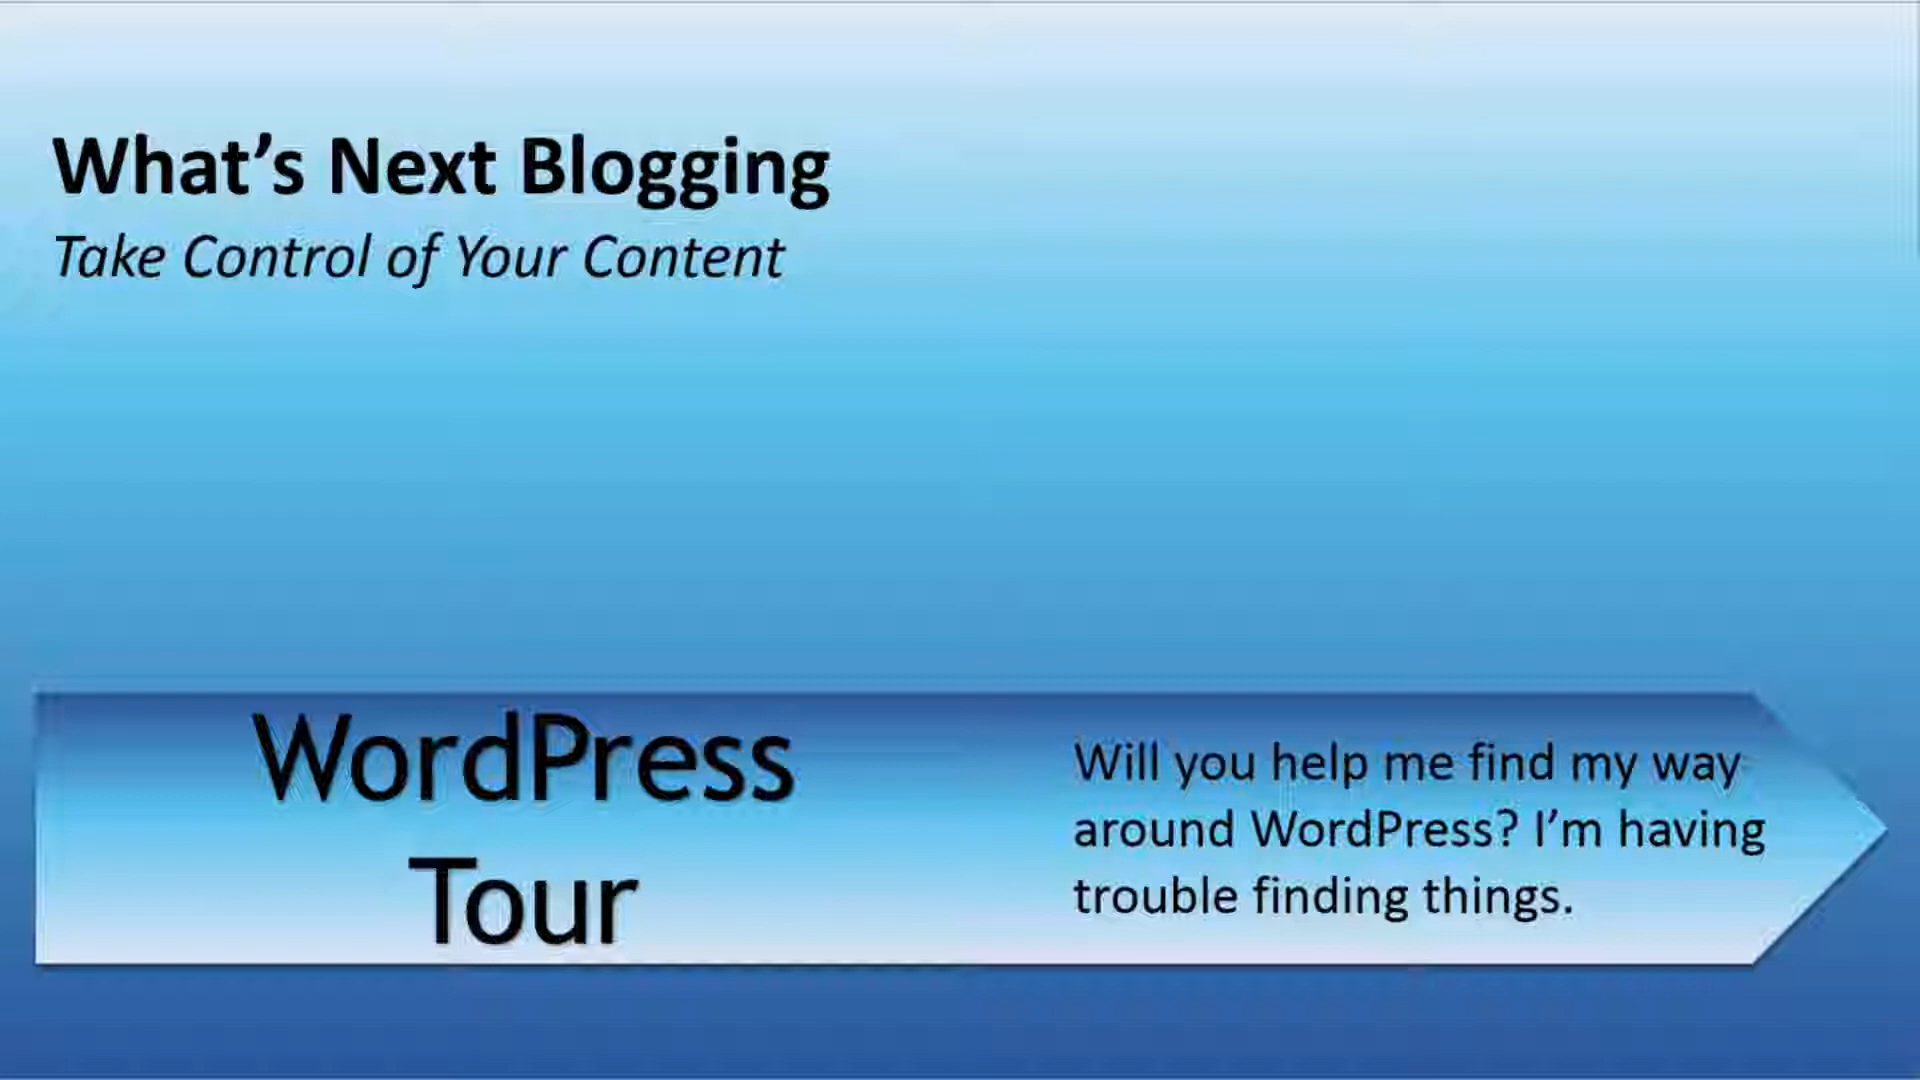 What’s Next Blogging
Take Control of Your Content
WordPress
Tour
Will you help me find my way
around WordPress? I’m having
trouble finding things.